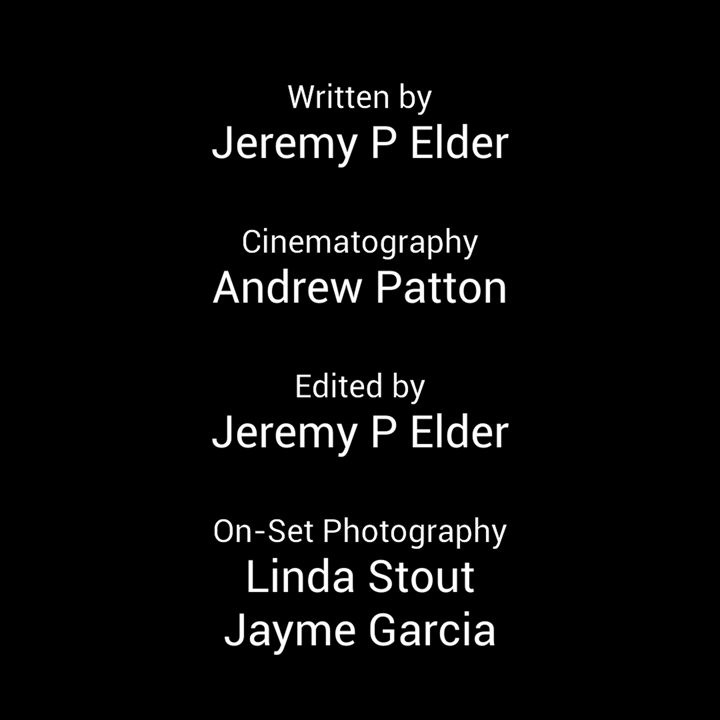 Written by
Jeremy P Elder
Cinematography
Andrew Patton
Edited by
Jeremy P Elder
On-Set Photography
Linda Stout
Jayme Garcia